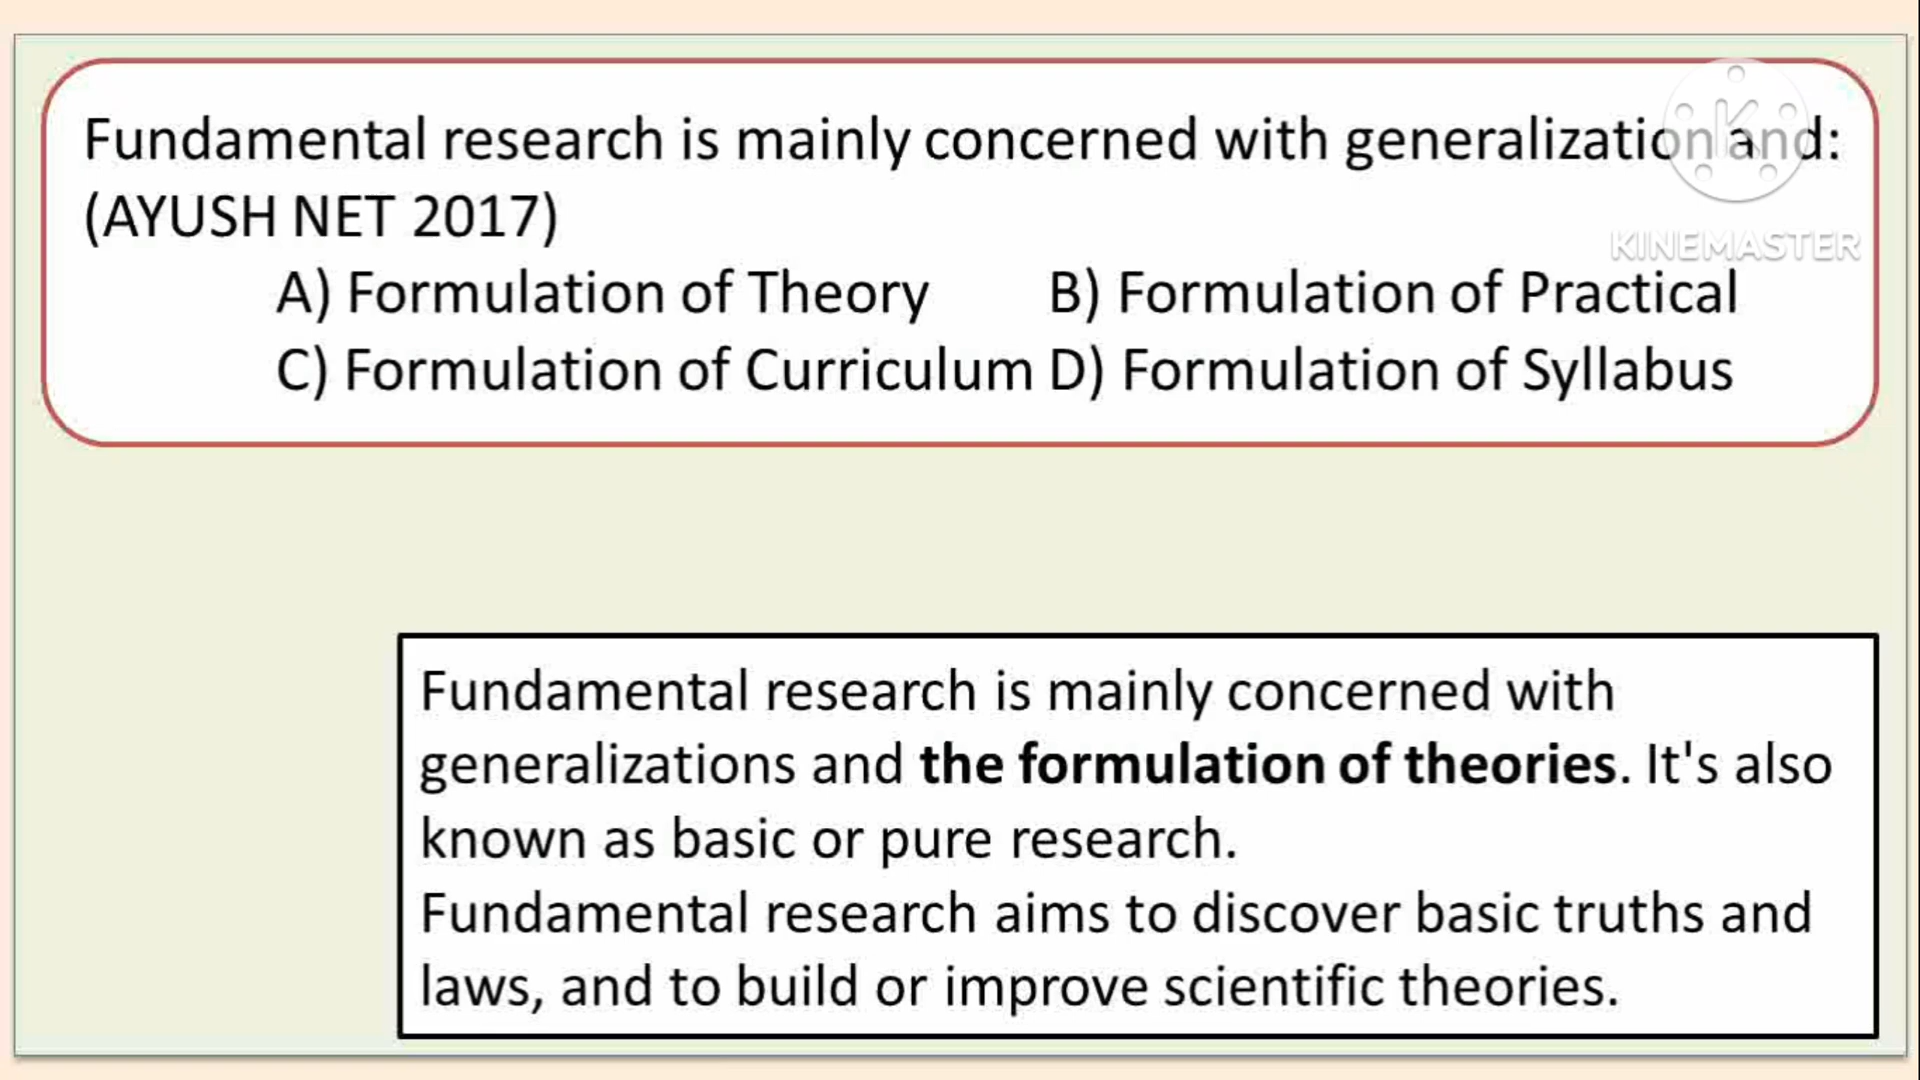 Fundamental research is mainly concerned with generalization and:
(AYUSH NET 2017)
KINEMASTER
A) Formulation of Theory B) Formulation of Practical
C) Formulation of Curriculum D) Formulation of Syllabus
Fundamental research is mainly concerned with
generalizations and the formulation of theories. It's also
known as basic or pure research.
Fundamental research aims to discover basic truths and
laws, and to build or improve scientific theories.